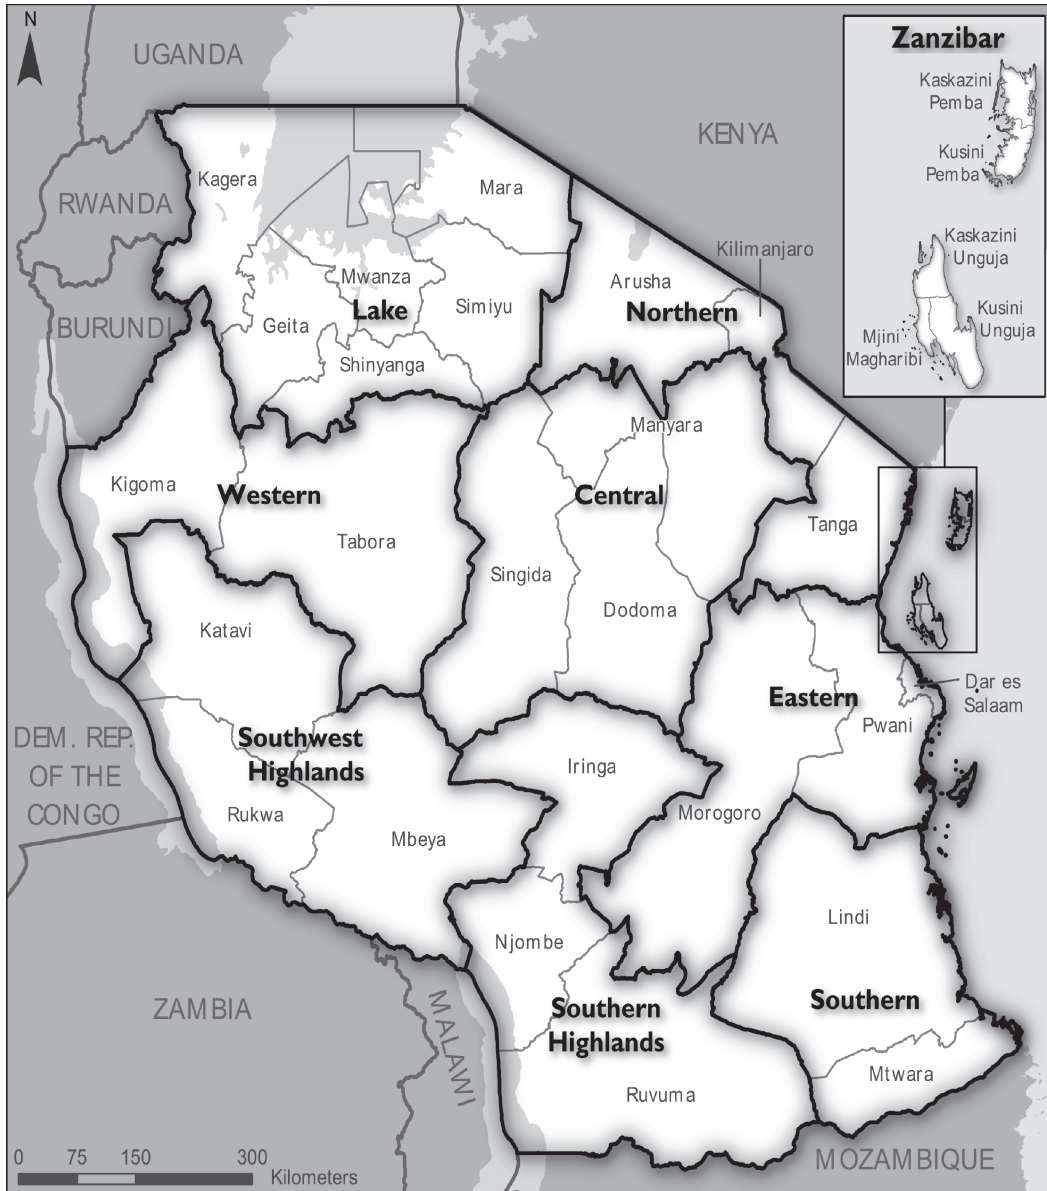 N
UGANDA
KENYA
RWANDA
BURUNDI
DEM. REP.
OF THE
CONGO
ZAMBIA
MALAWI
MOZAMBIQUE
Zanzibar
Kaskazini
Pemba
Kusini
Pemba
Kaskazini
Unguja
Kusini
Unguja
Mjini
Magharibi
Kagera
Mara
Mwanza
Lake
Simiyu
Geita
Shinyanga
Kilimanjaro
Arusha
Northern
Manyara
Kigoma
Western
Tabora
Central
Singida
Dodoma
Tanga
Katavi
Southwest
Highlands
Rukwa
Mbeya
Iringa
Eastern
Dar es
Salaam
Pwani
Morogoro
Njombe
Southern
Highlands
Ruvuma
Lindi
Southern
Mtwara
0 75 150 300
Kilometers